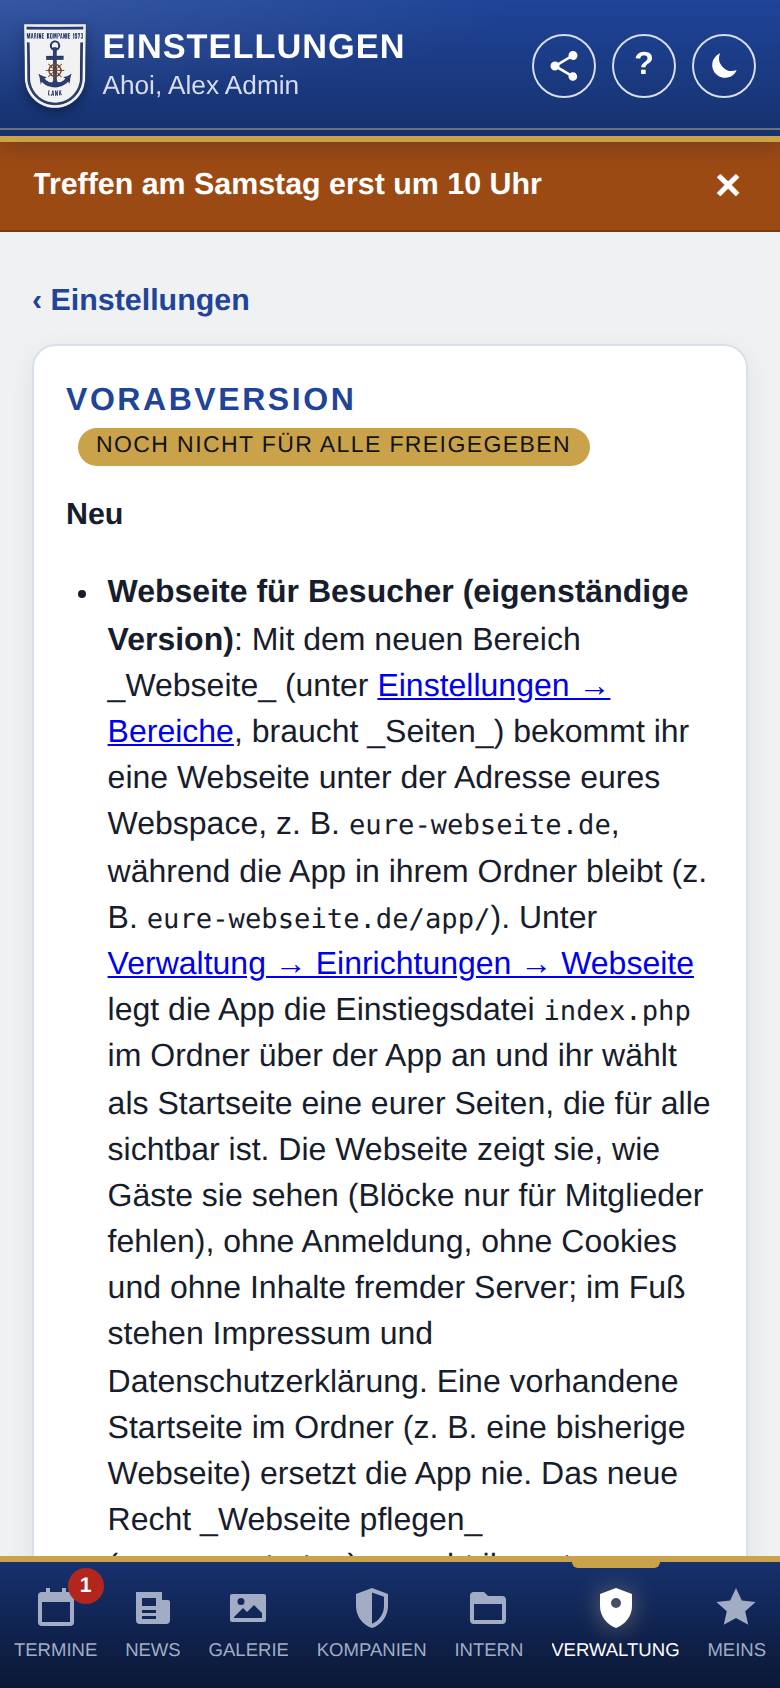 MARINE KOMPANIE 1973
LANK
EINSTELLUNGEN
Ahoi, Alex Admin
?
Treffen am Samstag erst um 10 Uhr
×
‹ Einstellungen
VORABVERSION
NOCH NICHT FÜR ALLE FREIGEGEBEN
Neu
• Webseite für Besucher (eigenständige
Version): Mit dem neuen Bereich
_Webseite_ (unter Einstellungen →
Bereiche, braucht _Seiten_) bekommt ihr
eine Webseite unter der Adresse eures
Webspace, z. B. eure-webseite.de,
während die App in ihrem Ordner bleibt (z.
B. eure-webseite.de/app/). Unter
Verwaltung → Einrichtungen → Webseite
legt die App die Einstiegsdatei index.php
im Ordner über der App an und ihr wählt
als Startseite eine eurer Seiten, die für alle
sichtbar ist. Die Webseite zeigt sie, wie
Gäste sie sehen (Blöcke nur für Mitglieder
fehlen), ohne Anmeldung, ohne Cookies
und ohne Inhalte fremder Server; im Fuß
stehen Impressum und
Datenschutzerklärung. Eine vorhandene
Startseite im Ordner (z. B. eine bisherige
Webseite) ersetzt die App nie. Das neue
Recht _Webseite pflegen_
1
TERMINE NEWS GALERIE KOMPANIEN INTERN VERWALTUNG MEINS